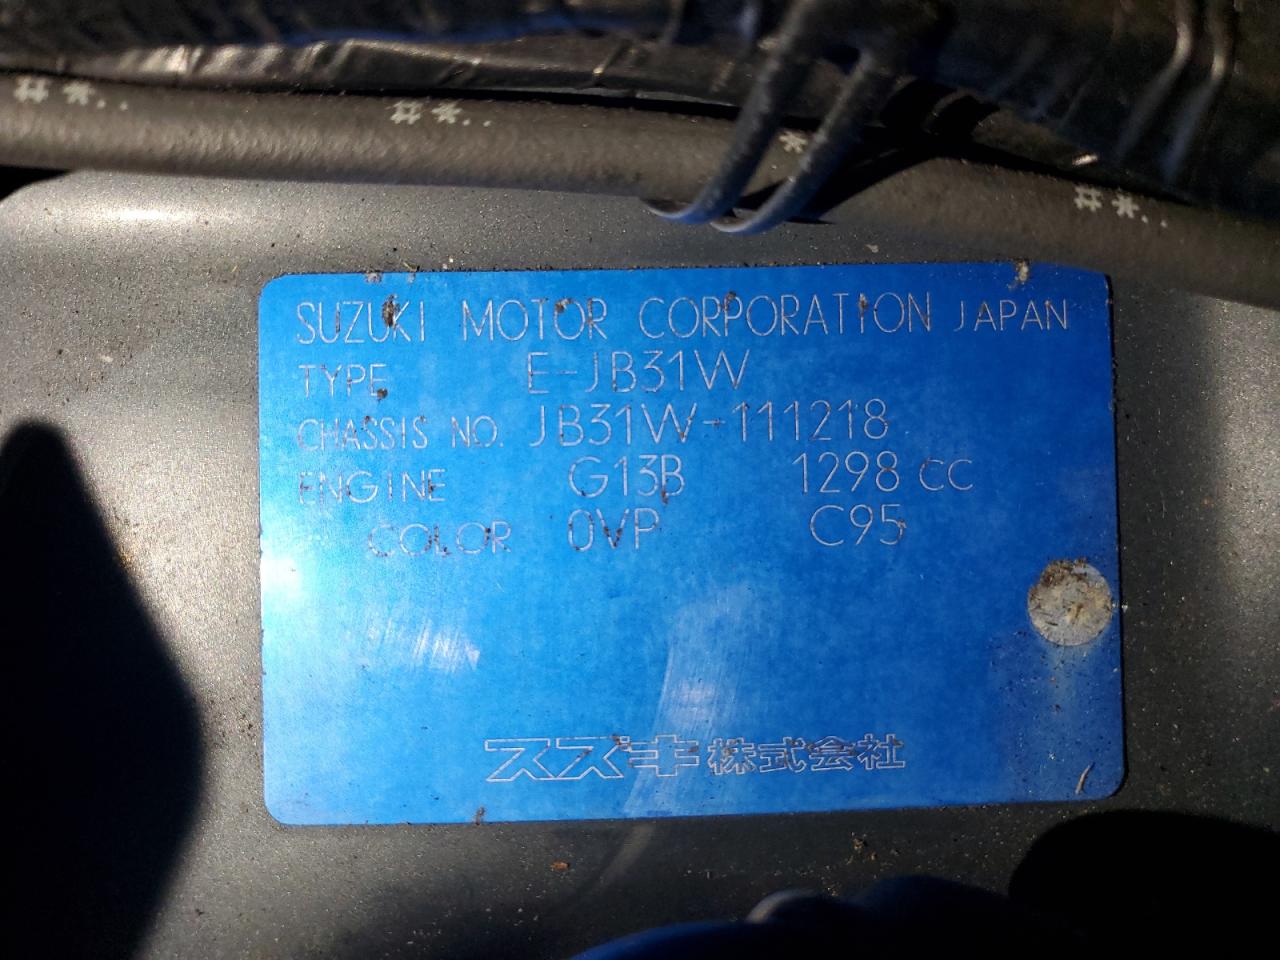 # *..
# *..
*
# *..
SUZUKI MOTOR CORPORATION JAPAN
TYPE E-JB31W
CHASSIS NO. JB31W-111218
ENGINE G13B 1298 CC
COLOR 0VP C95
スズキ株式会社